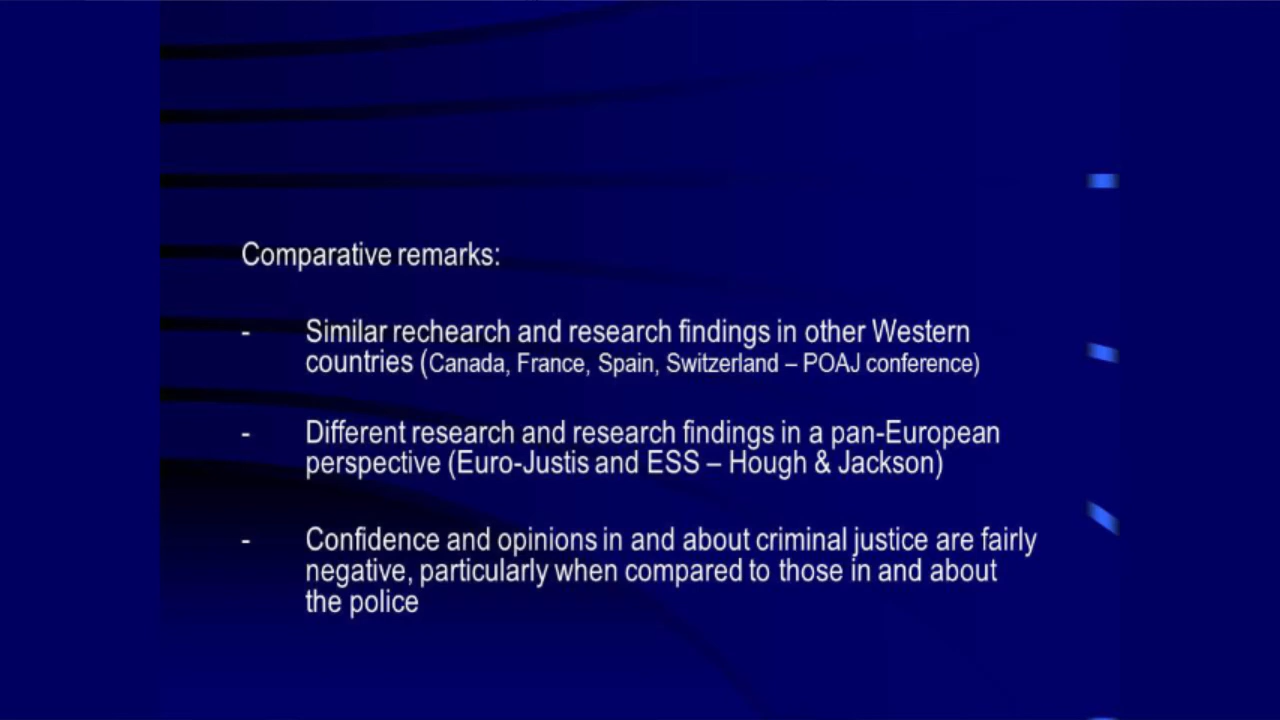 Comparative remarks:
- Similar rechearch and research findings in other Western
countries (Canada, France, Spain, Switzerland – POAJ conference)
- Different research and research findings in a pan-European
perspective (Euro-Justis and ESS – Hough & Jackson)
- Confidence and opinions in and about criminal justice are fairly
negative, particularly when compared to those in and about
the police